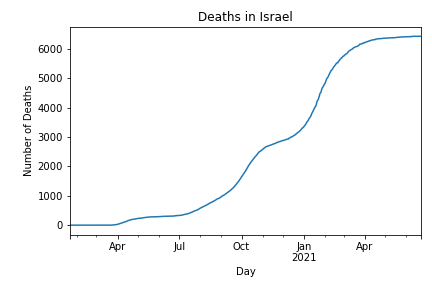 Deaths in Israel
Number of Deaths
6000
5000
4000
3000
2000
1000
0
Apr
Jul
Oct
Jan
2021
Apr
Day